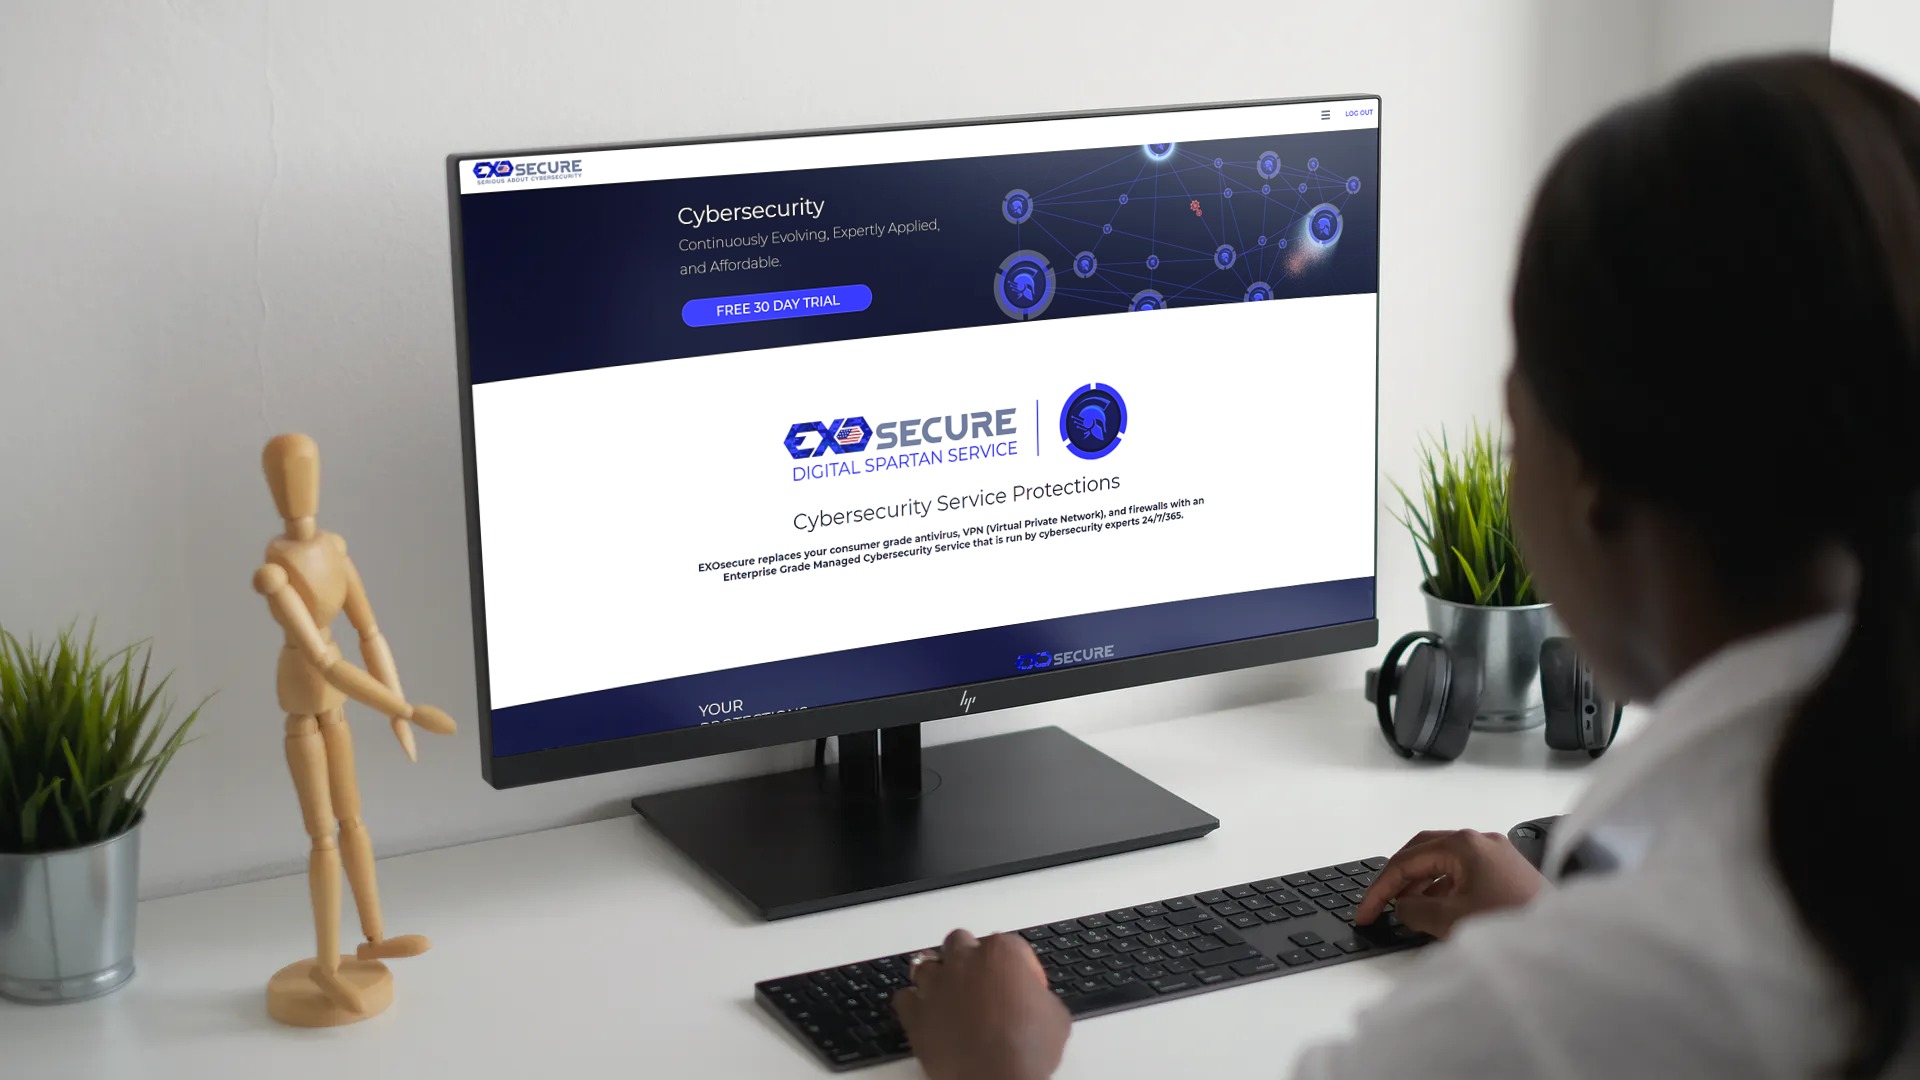 LOG OUT
EXOSECURE
SERIOUS ABOUT CYBERSECURITY
Cybersecurity
Continuously Evolving, Expertly Applied,
and Affordable.
FREE 30 DAY TRIAL
EXOSECURE
DIGITAL SPARTAN SERVICE
Cybersecurity Service Protections
EXOsecure replaces your consumer grade antivirus, VPN (Virtual Private Network), and firewalls with an
Enterprise Grade Managed Cybersecurity Service that is run by cybersecurity experts 24/7/365.
EXOSECURE
YOUR
PROTECTIONS
hp